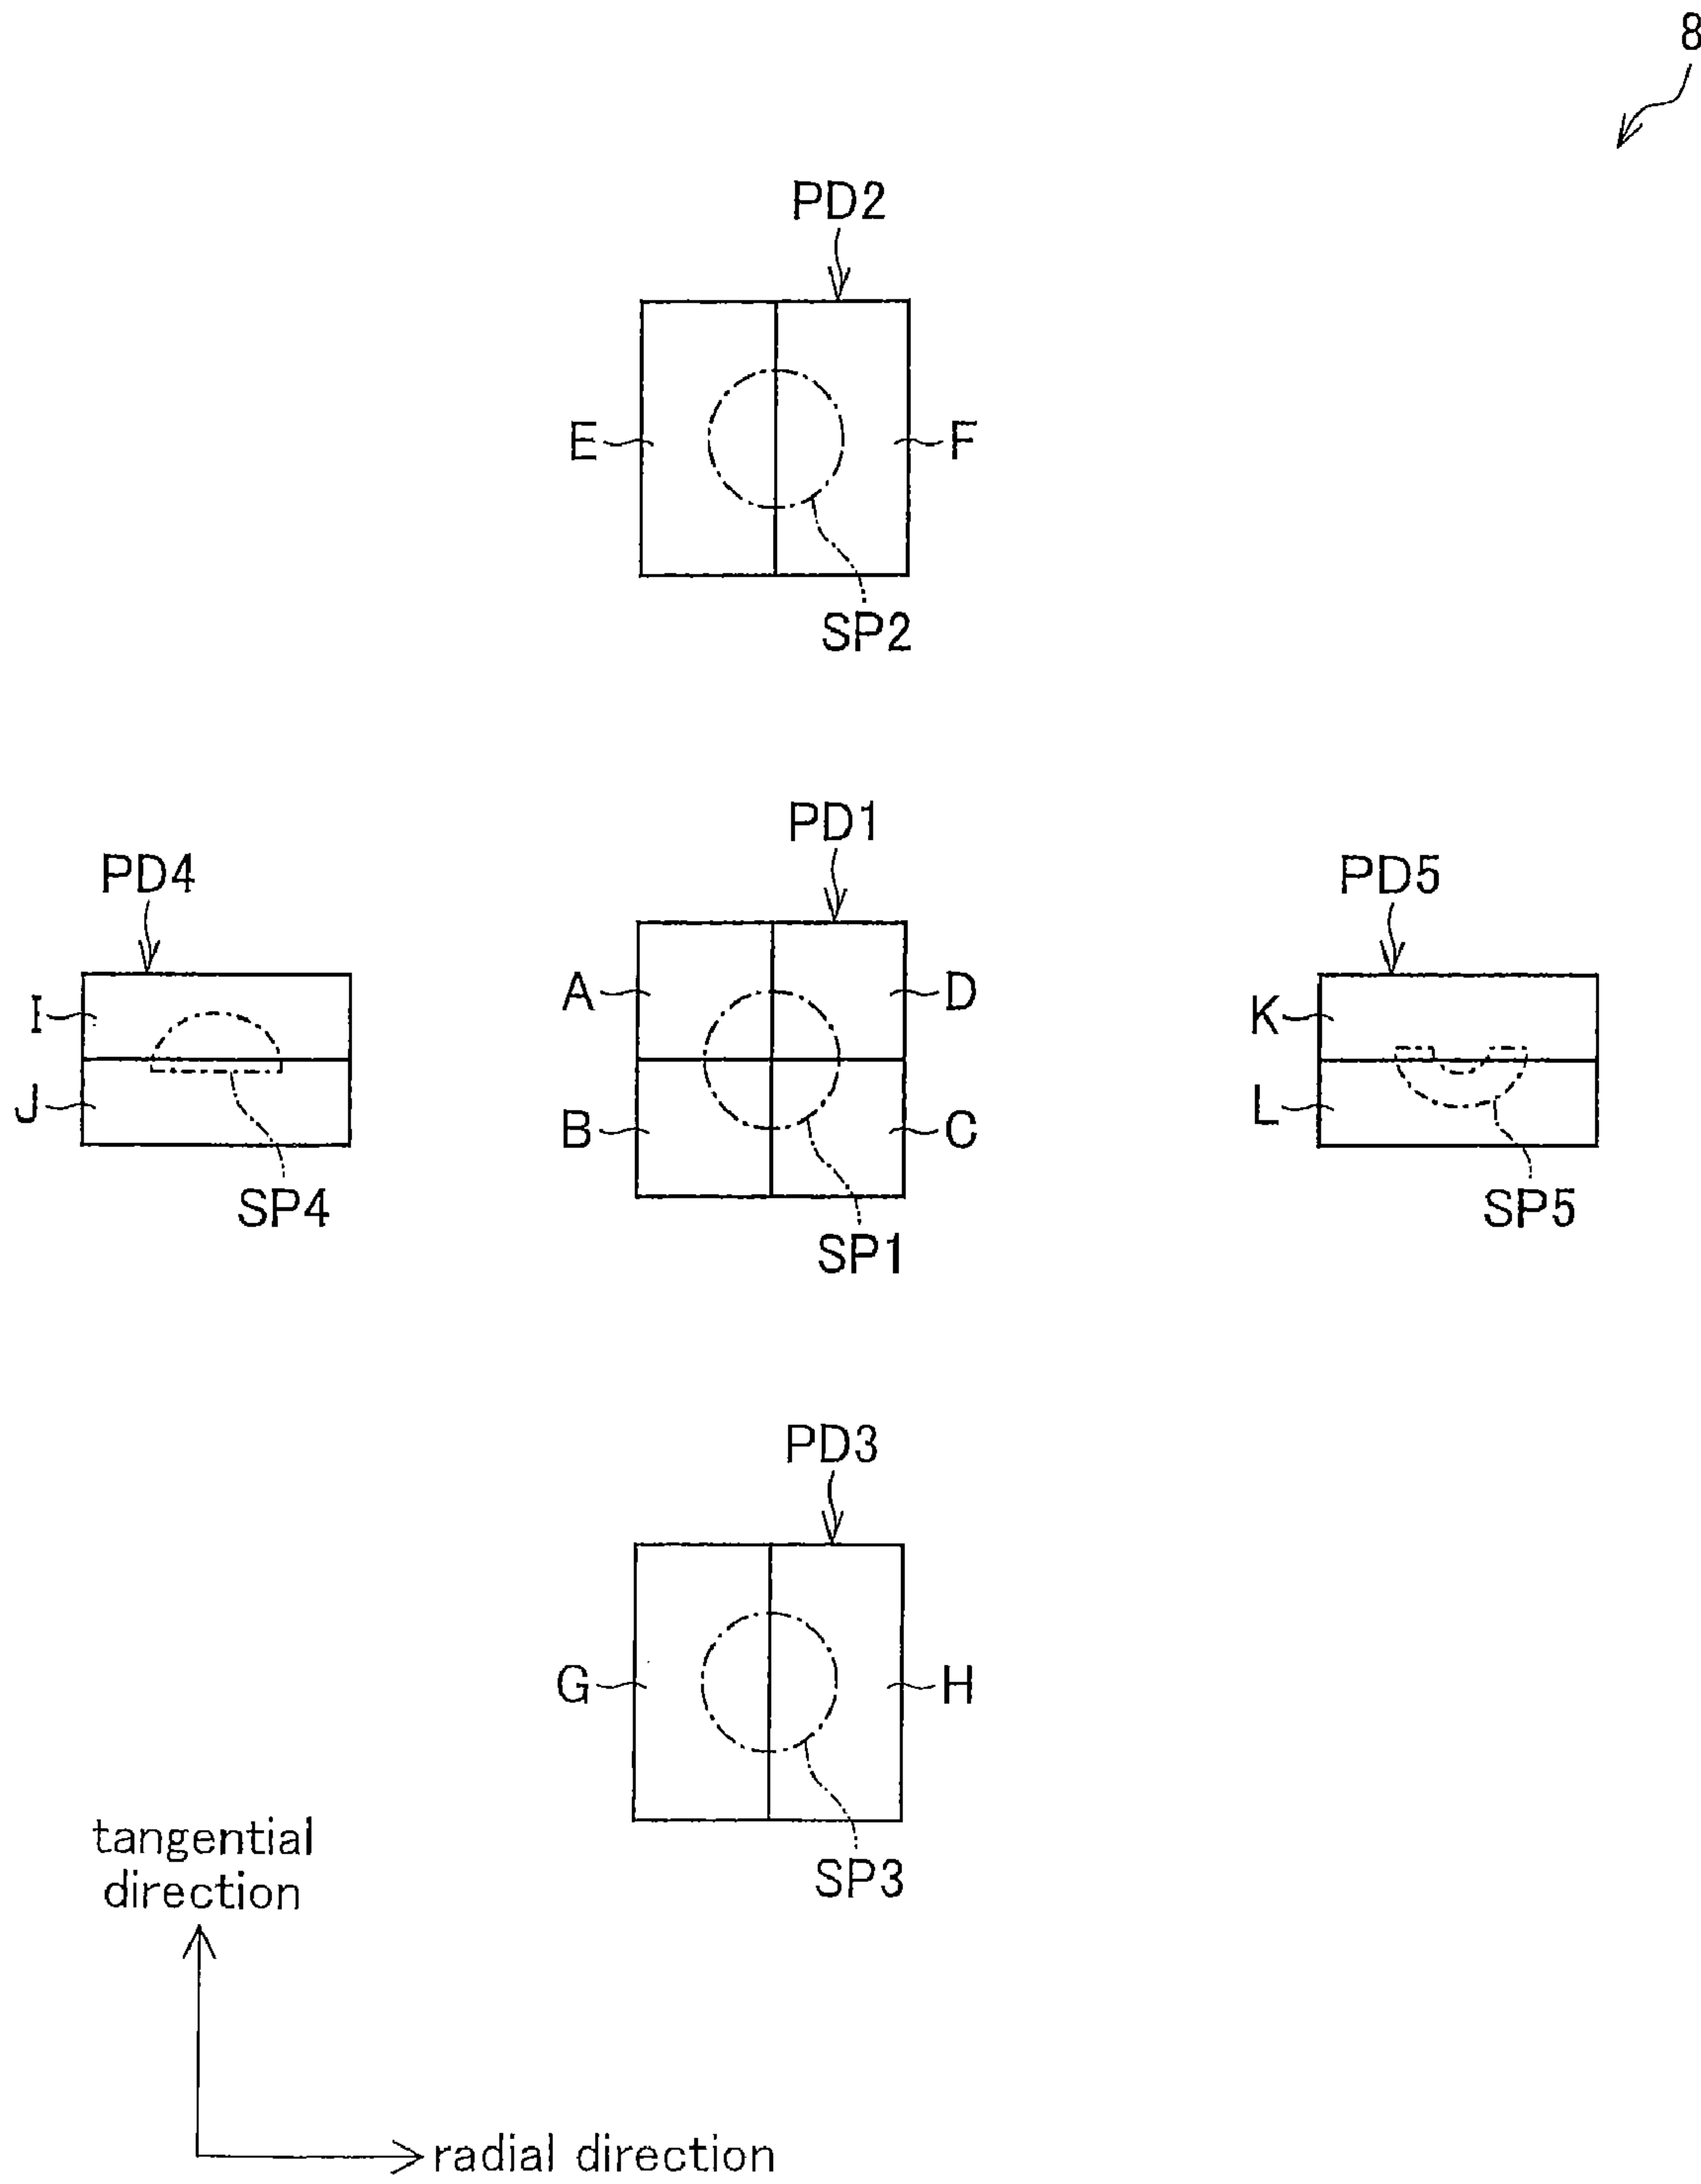 8
PD2
E
F
SP2
PD1
PD4
PD5
A
D
I
K
J
B
C
L
SP4
SP1
SP5
PD3
G
H
SP3
tangential
direction
radial direction